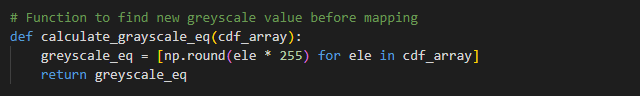 # Function to find new greyscale value before mapping
def calculate_grayscale_eq(cdf_array):
    greyscale_eq = [np.round(ele * 255) for ele in cdf_array]
    return greyscale_eq